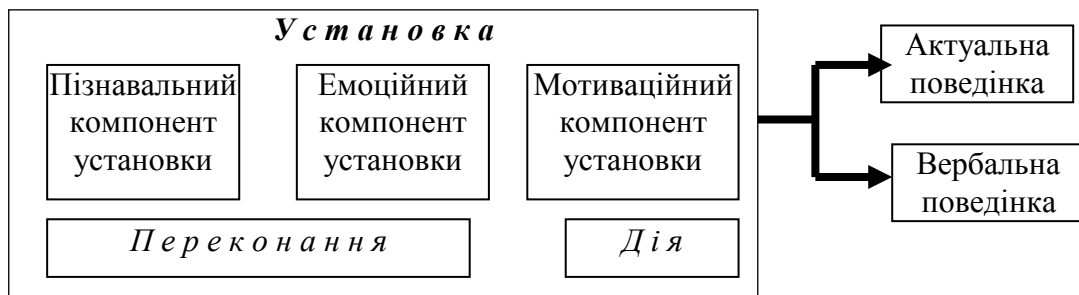 Установка
Пізнавальний
компонент
установки
Емоційний
компонент
установки
Мотиваційний
компонент
установки
Переконання
Дія
Актуальна
поведінка
Вербальна
поведінка